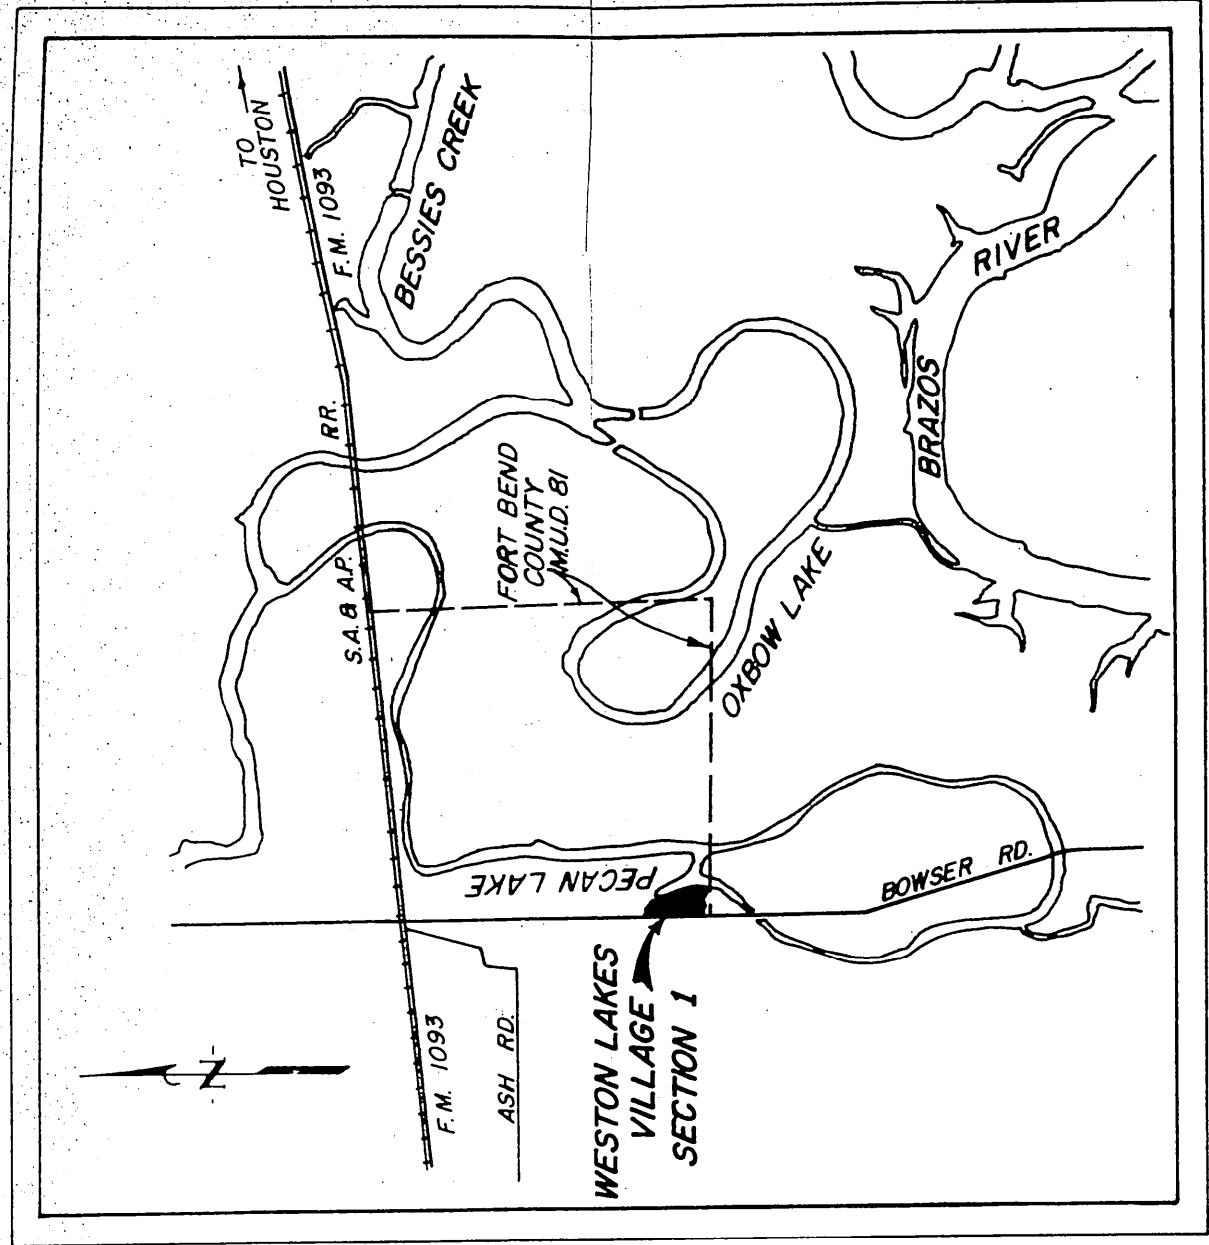 TO
HOUSTON
F.M. 1093
BESSIES CREEK
RR.
S.A. & A.P.
FORT BEND
COUNTY
M.U.D. 81
RIVER
BRAZOS
OXBOW LAKE
PECAN LAKE
BOWSER RD.
WESTON LAKES
VILLAGE
SECTION 1
F.M. 1093
ASH RD.
N